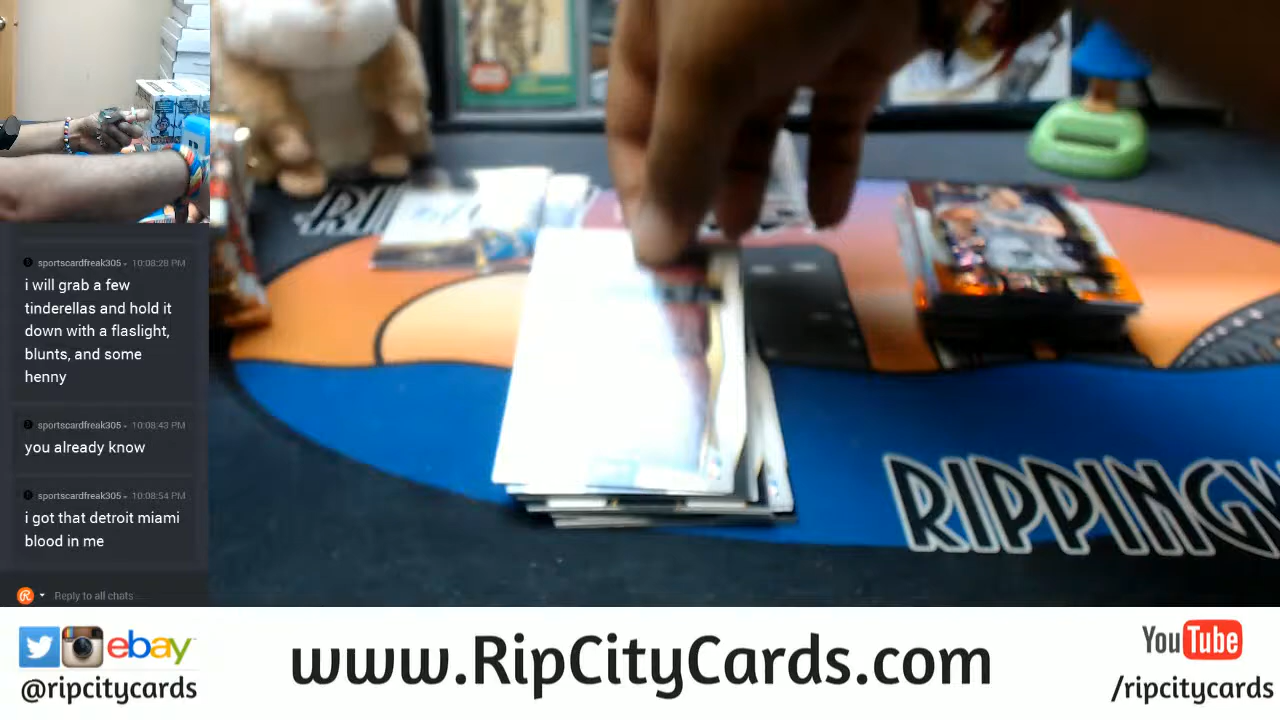 sportscardfreak305 10:08:28 PM
i will grab a few
tinderellas and hold it
down with a flaslight,
blunts, and some
henny
sportscardfreak305 10:08:43 PM
you already know
sportscardfreak305 10:08:54 PM
i got that detroit miami
blood in me
Reply to all chats...
RIPPING
ebay
@ripcitycards
www.RipCityCards.com
YouTube
/ripcitycards